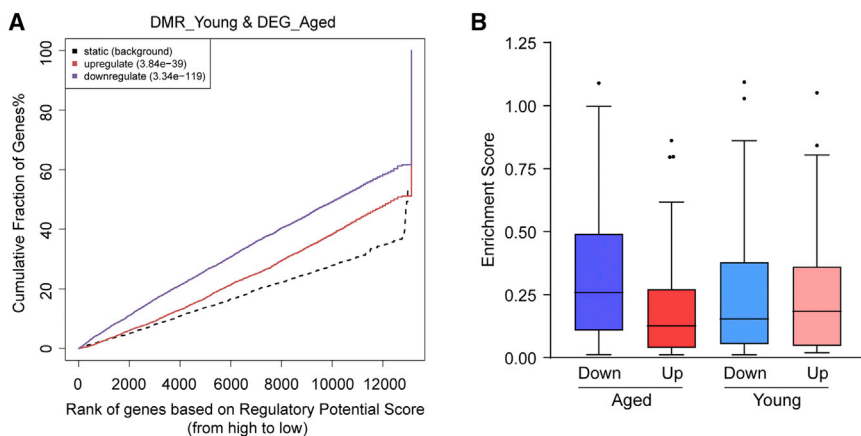 A
DMR_Young & DEG_Aged
static (background)
upregulate (3.84e−39)
downregulate (3.34e−119)
Cumulative Fraction of Genes%
100
80
60
40
20
0
0 2000 4000 6000 8000 10000 12000
Rank of genes based on Regulatory Potential Score
(from high to low)
B
Enrichment Score
1.25
1.00
0.75
0.50
0.25
0.00
Down Up Down Up
Aged Young